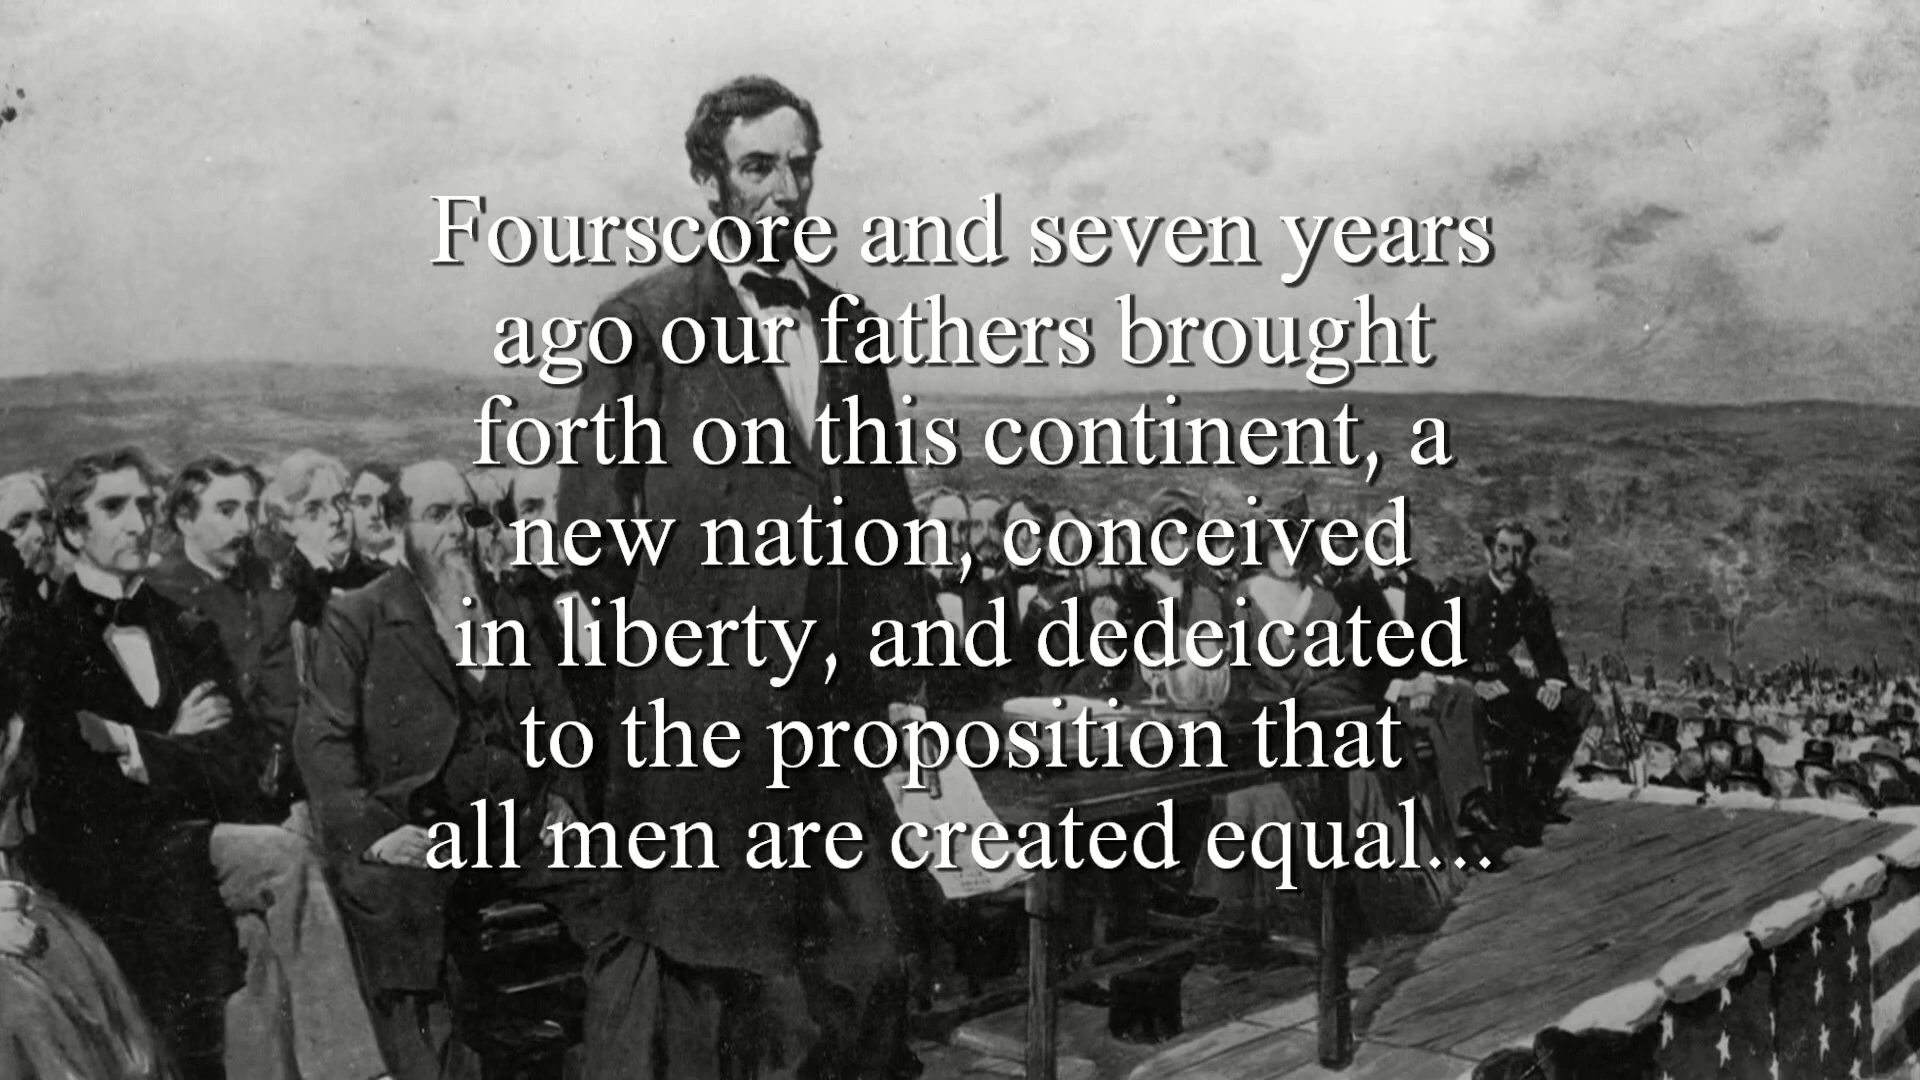 Fourscore and seven years
ago our fathers brought
forth on this continent, a
new nation, conceived
in liberty, and dedeicated
to the proposition that
all men are created equal...